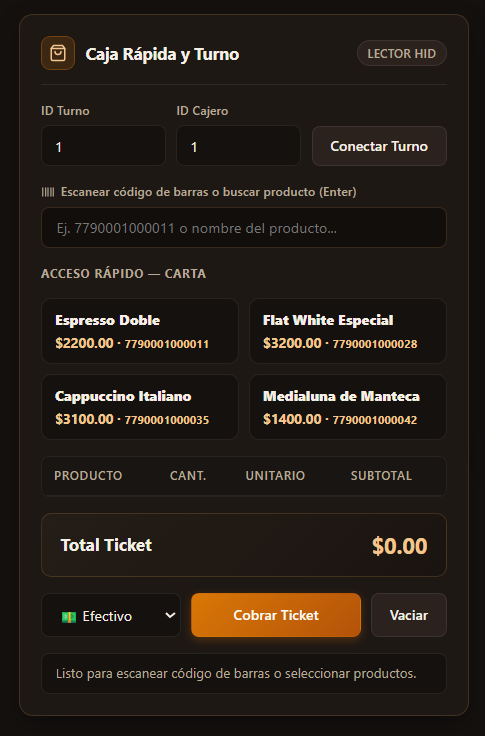 Caja Rápida y Turno
LECTOR HID
ID Turno
ID Cajero
1
1
Conectar Turno
Escanear código de barras o buscar producto (Enter)
Ej. 7790001000011 o nombre del producto...
ACCESO RÁPIDO — CARTA
Espresso Doble
$2200.00 · 7790001000011
Flat White Especial
$3200.00 · 7790001000028
Cappuccino Italiano
$3100.00 · 7790001000035
Medialuna de Manteca
$1400.00 · 7790001000042
PRODUCTO CANT. UNITARIO SUBTOTAL
Total Ticket
$0.00
Efectivo
Cobrar Ticket
Vaciar
Listo para escanear código de barras o seleccionar productos.